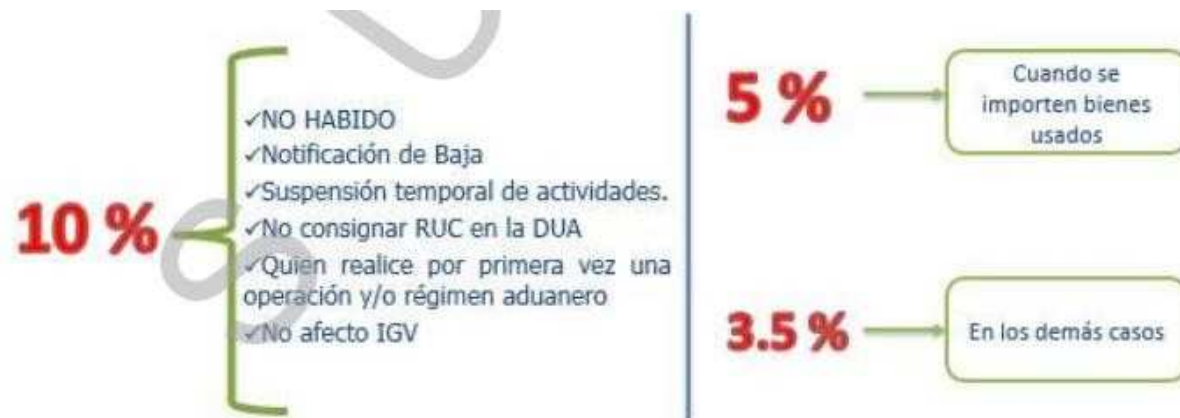 10 %
✓NO HABIDO
✓Notificación de Baja
✓Suspensión temporal de actividades.
✓No consignar RUC en la DUA
✓Quien realice por primera vez una
operación y/o régimen aduanero
✓No afecto IGV
5 %
Cuando se
importen bienes
usados
3.5 %
En los demás casos